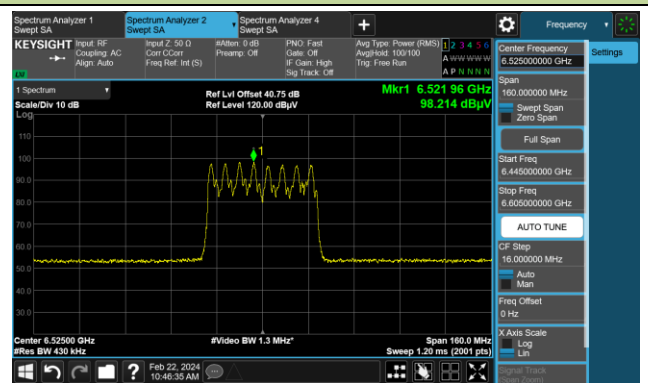 Spectrum Analyzer 1
Swept SA
Spectrum Analyzer 2
Swept SA
Spectrum Analyzer 4
Swept SA
Frequency
KEYSIGHT
Input: RF
Coupling: AC
Align: Auto
Input Z: 50 Ω
Corr CCorr
Freq Ref: Int (S)
#Atten: 0 dB
Preamp: Off
PNO: Fast
Gate: Off
IF Gain: High
Sig Track: Off
Avg Type: Power (RMS)
Avg|Hold: 100/100
Trig: Free Run
1 2 3 4 5 6
A W W W W W
A P N N N N
LW
1 Spectrum
Scale/Div 10 dB
Log
Ref Lvl Offset 40.75 dB
Ref Level 120.00 dBµV
Mkr1 6.521 96 GHz
98.214 dBµV
110
100
90.0
80.0
70.0
60.0
50.0
40.0
30.0
1
Center 6.52500 GHz
#Res BW 430 kHz
#Video BW 1.3 MHz*
Span 160.0 MHz
Sweep 1.20 ms (2001 pts)
Center Frequency
6.525000000 GHz
Settings
Span
160.000000 MHz
Swept Span
Zero Span
Full Span
Start Freq
6.445000000 GHz
Stop Freq
6.605000000 GHz
AUTO TUNE
CF Step
16.000000 MHz
Auto
Man
Freq Offset
0 Hz
X Axis Scale
Log
Lin
Signal Track
(Span Zoom)
Feb 22, 2024
10:46:35 AM